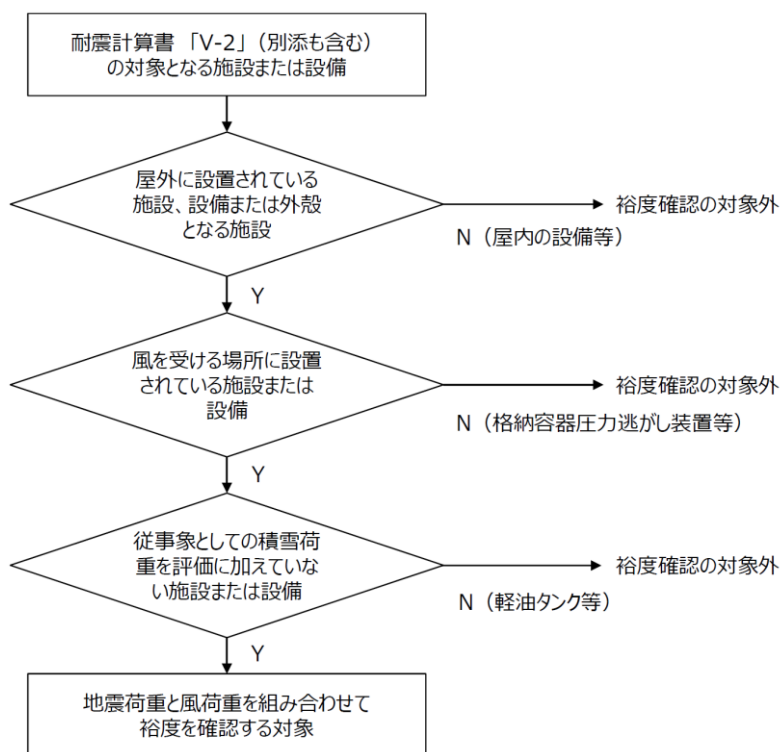 耐震計算書 「V-2」（別添も含む）
の対象となる施設または設備
屋外に設置されている
施設、設備または外殻
となる施設
裕度確認の対象外
N（屋内の設備等）
Y
風を受ける場所に設置
されている施設または
設備
裕度確認の対象外
N（格納容器圧力逃がし装置等）
Y
従事象としての積雪荷
重を評価に加えていな
い施設または設備
裕度確認の対象外
N（軽油タンク等）
Y
地震荷重と風荷重を組み合わせて
裕度を確認する対象